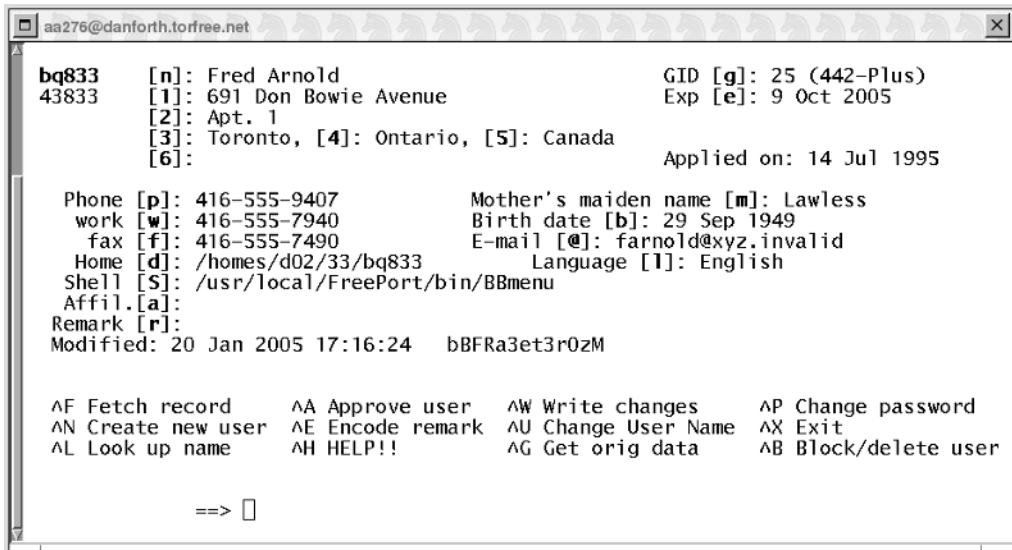 aa276@danforth.torfree.net
bq833 [n]: Fred Arnold GID [g]: 25 (442-Plus)
43833 [1]: 691 Don Bowie Avenue Exp [e]: 9 Oct 2005
[2]: Apt. 1
[3]: Toronto, [4]: Ontario, [5]: Canada
[6]: Applied on: 14 Jul 1995
Phone [p]: 416-555-9407 Mother's maiden name [m]: Lawless
work [w]: 416-555-7940 Birth date [b]: 29 Sep 1949
fax [f]: 416-555-7490 E-mail [@]: farnold@xyz.invalid
Home [d]: /homes/d02/33/bq833 Language [l]: English
Shell [S]: /usr/local/FreePort/bin/BBmenu
Affil.[a]:
Remark [r]:
Modified: 20 Jan 2005 17:16:24 bBFRa3et3rOzM
^F Fetch record ^A Approve user ^W Write changes ^P Change password
^N Create new user ^E Encode remark ^U Change User Name ^X Exit
^L Look up name ^H HELP!! ^G Get orig data ^B Block/delete user
==>